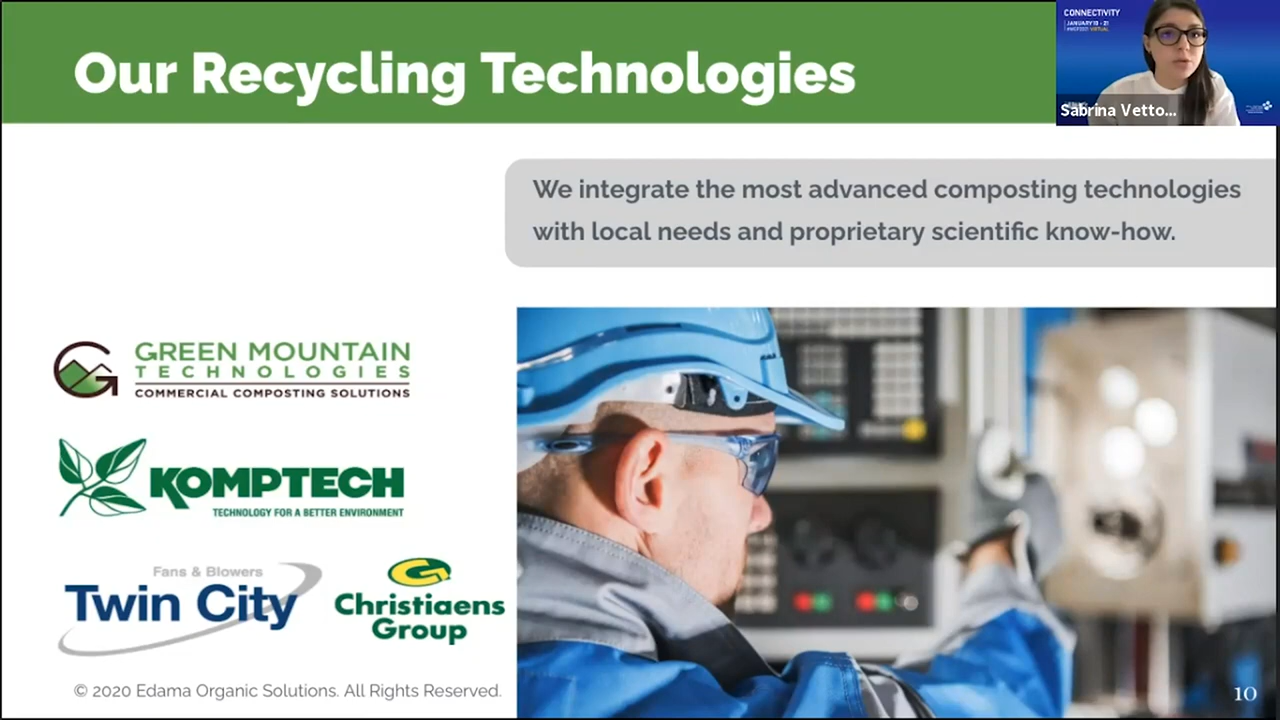 Our Recycling Technologies
CONNECTIVITY
JANUARY 19 - 21
Sabrina Vetto...
We integrate the most advanced composting technologies
with local needs and proprietary scientific know-how.
GREEN MOUNTAIN
TECHNOLOGIES
COMMERCIAL COMPOSTING SOLUTIONS
KOMPTECH
TECHNOLOGY FOR A BETTER ENVIRONMENT
Fans & Blowers
Twin City
Christiaens
Group
© 2020 Edama Organic Solutions. All Rights Reserved.
10